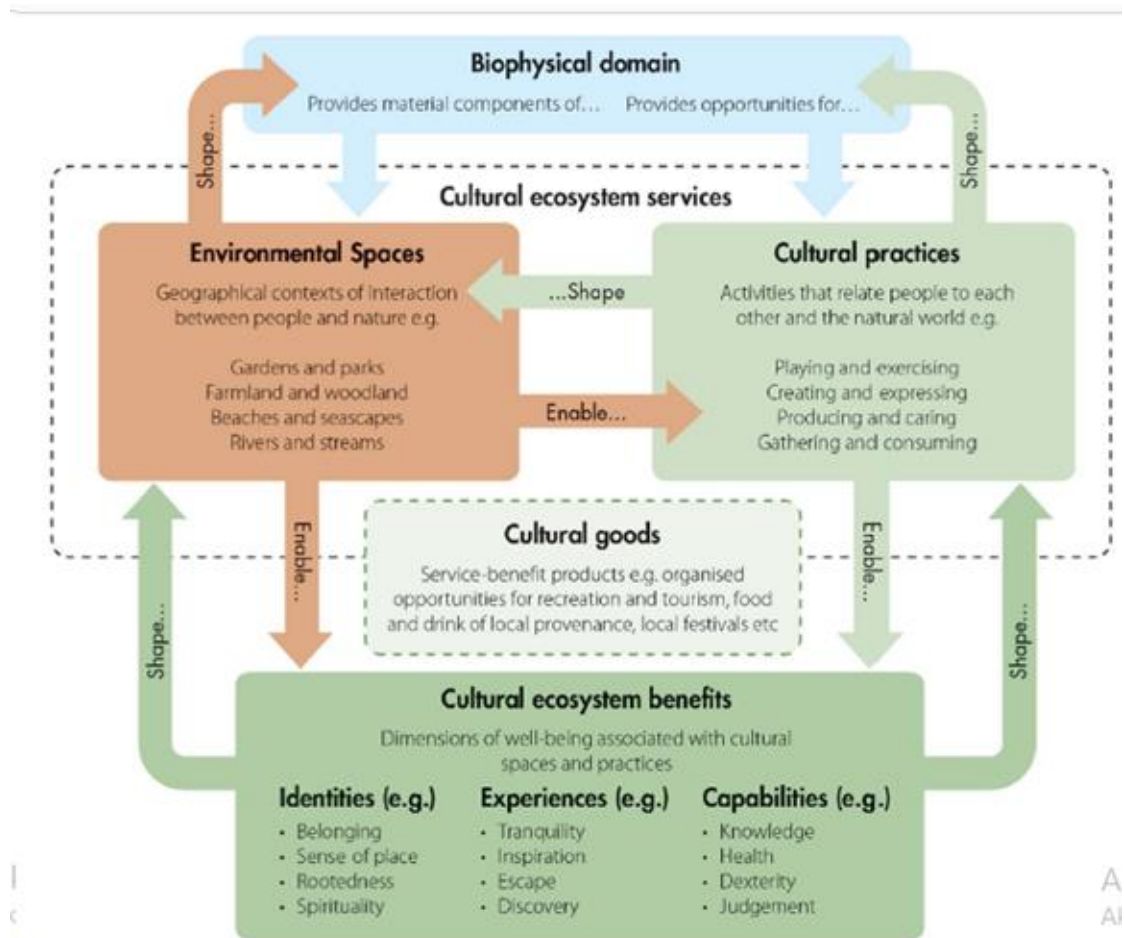 Biophysical domain
Provides material components of… Provides opportunities for…
Shape…
Shape…
Cultural ecosystem services
Environmental Spaces
Geographical contexts of interaction
between people and nature e.g.
Gardens and parks
Farmland and woodland
Beaches and seascapes
Rivers and streams
…Shape
Enable…
Cultural practices
Activities that relate people to each
other and the natural world e.g.
Playing and exercising
Creating and expressing
Producing and caring
Gathering and consuming
Enable…
Enable…
Cultural goods
Service-benefit products e.g. organised
opportunities for recreation and tourism, food
and drink of local provenance, local festivals etc
Shape…
Shape…
Cultural ecosystem benefits
Dimensions of well-being associated with cultural
spaces and practices
Identities (e.g.)
• Belonging
• Sense of place
• Rootedness
• Spirituality
Experiences (e.g.)
• Tranquility
• Inspiration
• Escape
• Discovery
Capabilities (e.g.)
• Knowledge
• Health
• Dexterity
• Judgement